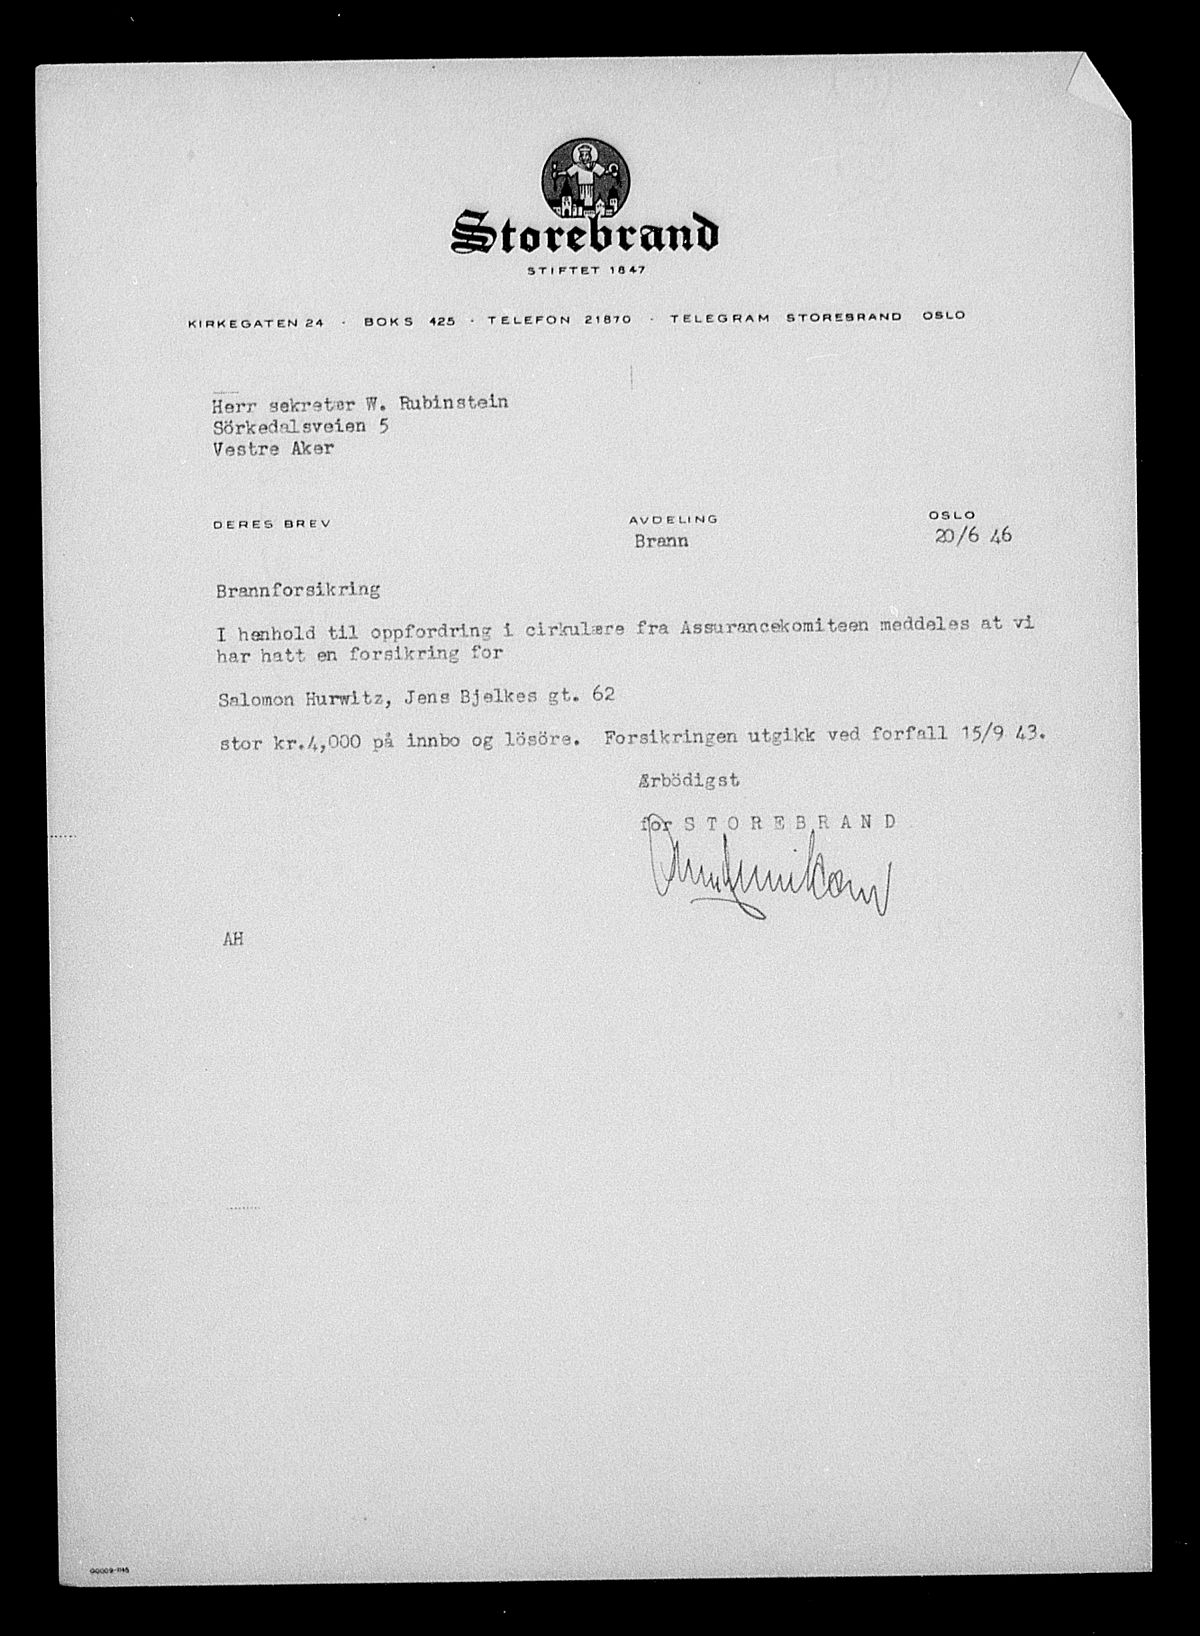 Storebrand
STIFTET 1847
KIRKEGATEN 24 · BOKS 425 · TELEFON 21870 · TELEGRAM STOREBRAND OSLO
Herr sekretær W. Rubinstein
Sörkedalsveien 5
Vestre Aker
DERES BREV AVDELING OSLO
Brann 20/6 46
Brannforsikring
I henhold til oppfordring i cirkulære fra Assurancekomiteen meddeles at vi
har hatt en forsikring for
Salomon Hurwitz, Jens Bjelkes gt. 62
stor kr.4,000 på innbo og lösöre. Forsikringen utgikk ved forfall 15/9 43.
Ærbödigst
for S T O R E B R A N D
AH